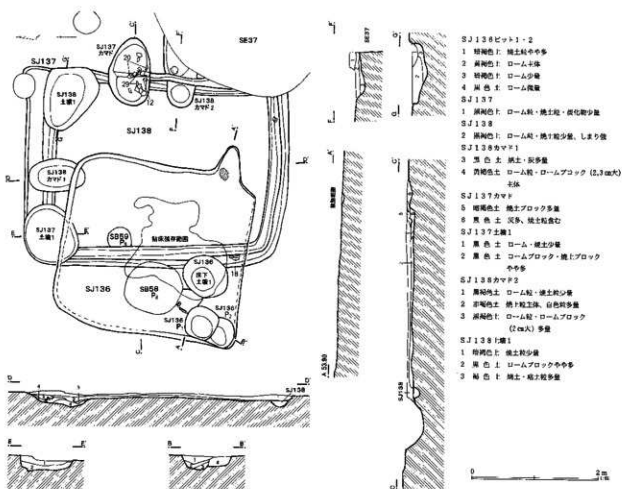 SE37
SJ137
SJ137
カマド
SJ138
土壙1
SJ138
カマド2
12
SJ138
SJ138
カマド1
SJ137
土壙1
SB59
P3
貼床残存範囲
SJ136
床下
土壙1
18
SJ136
SB58
SJ136
P1
SJ136
P2
SJ138
SE37
A 53.90
SJ138
SJ136ピット1・2
1 暗褐色土 焼土粒やや多
2 黄褐色土 ローム主体
3 暗褐色土 ローム少量
4 黒色土 ローム微量
SJ137
1 黒褐色土 ローム粒・焼土粒・炭化物少量
SJ138
2 黒褐色土 ローム粒・焼土粒少量、しまり強
SJ138カマド1
3 黒色土 焼土・炭多量
4 黄褐色土 ローム粒・ロームブロック(2,3cm大)
主体
SJ137カマド
5 暗褐色土 焼土ブロック多量
6 黒色土 灰多、焼土粒含む
SJ137土壙1
1 黒色土 ローム・焼土少量
2 黒色土 ロームブロック・焼土ブロック
やや多
SJ138カマド2
1 黒褐色土 ローム粒・焼土粒少量
2 赤褐色土 焼土粒主体、白色粒多量
3 黒褐色土 ローム粒・ロームブロック
(2cm大)多量
SJ138土壙1
1 暗褐色土 焼土粒少量
2 黒色土 ロームブロックやや多
3 褐色土 焼土・粘土粒多量
0 2m